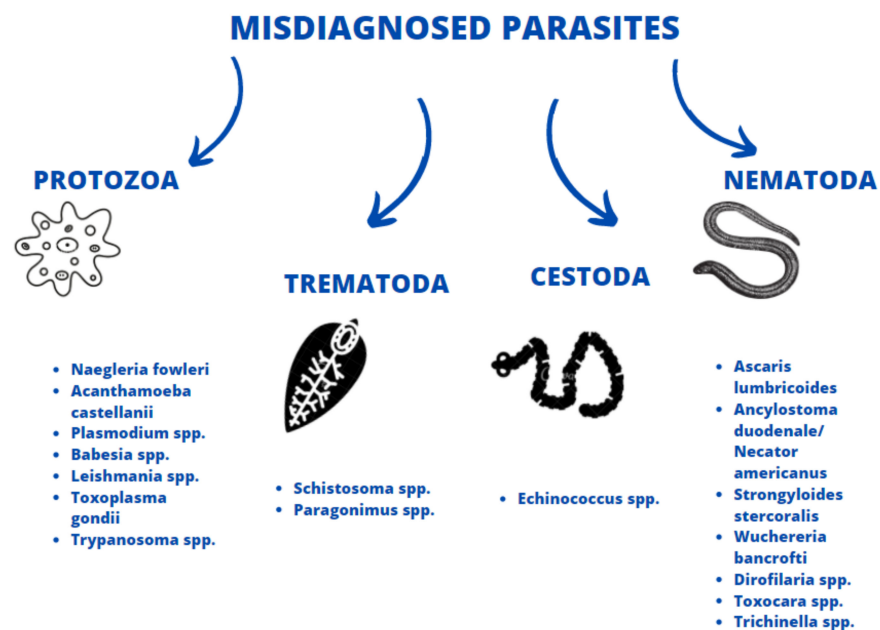 MISDIAGNOSED PARASITES
PROTOZOA
• Naegleria fowleri
• Acanthamoeba
castellanii
• Plasmodium spp.
• Babesia spp.
• Leishmania spp.
• Toxoplasma
gondii
• Trypanosoma spp.
TREMATODA
• Schistosoma spp.
• Paragonimus spp.
CESTODA
• Echinococcus spp.
NEMATODA
• Ascaris
lumbricoides
• Ancylostoma
duodenale/
Necator
americanus
• Strongyloides
stercoralis
• Wuchereria
bancrofti
• Dirofilaria spp.
• Toxocara spp.
• Trichinella spp.